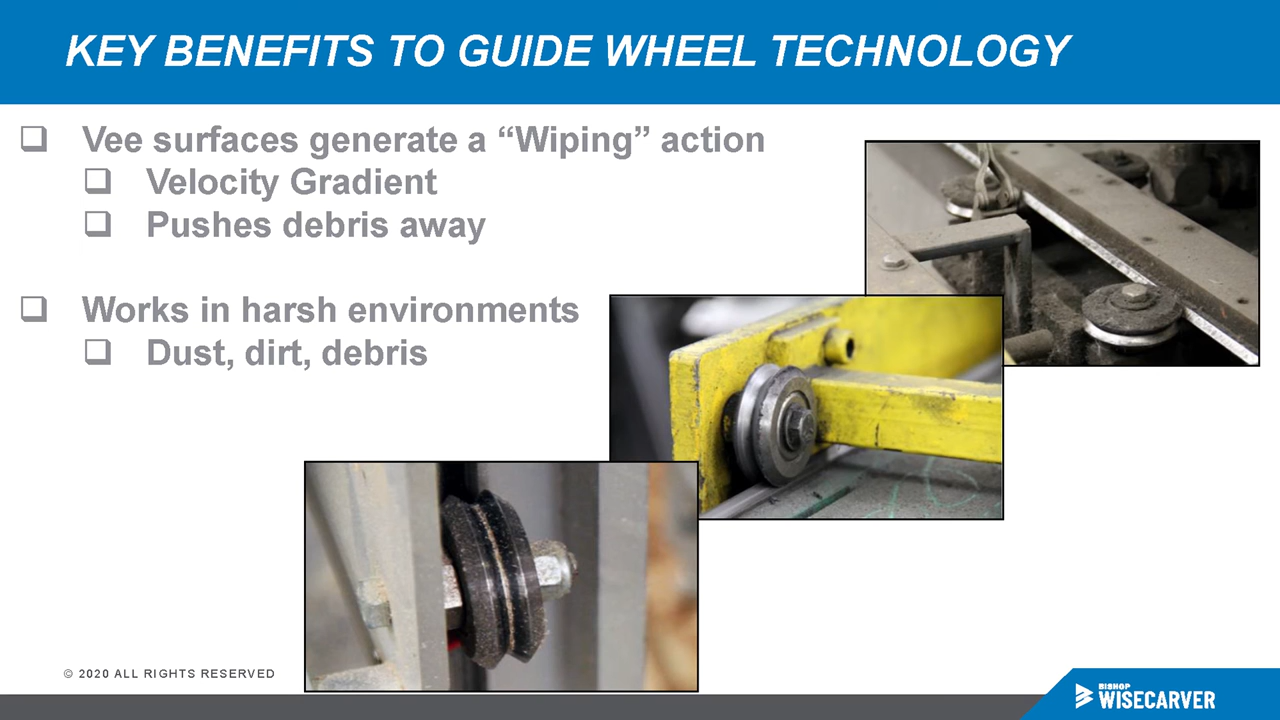 KEY BENEFITS TO GUIDE WHEEL TECHNOLOGY
Vee surfaces generate a “Wiping” action
Velocity Gradient
Pushes debris away
Works in harsh environments
Dust, dirt, debris
© 2020 ALL RIGHTS RESERVED
BISHOP
WISECARVER